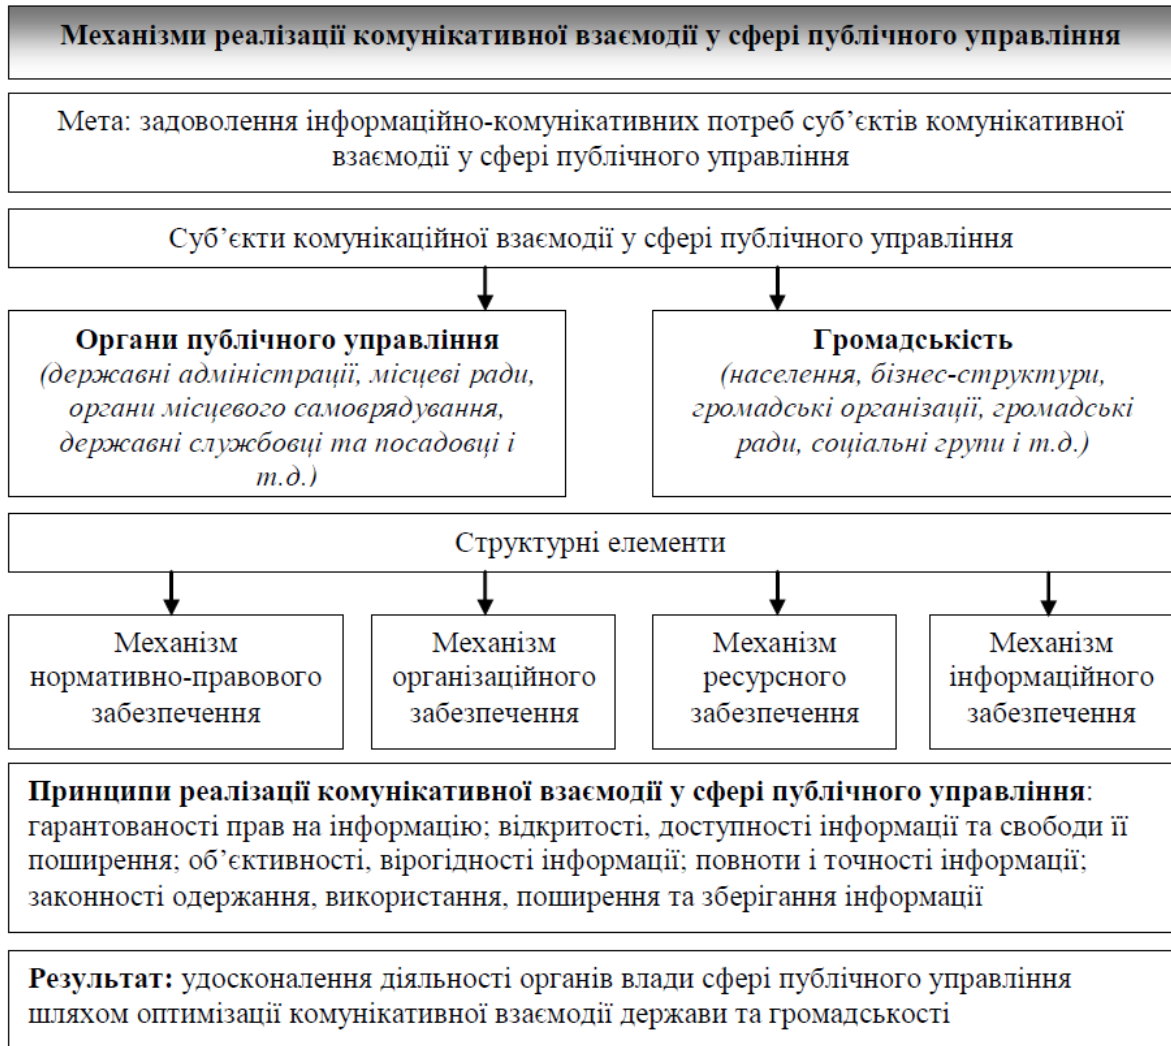 Механізми реалізації комунікативної взаємодії у сфері публічного управління
Мета: задоволення інформаційно-комунікативних потреб суб’єктів комунікативної
взаємодії у сфері публічного управління
Суб’єкти комунікаційної взаємодії у сфері публічного управління
Органи публічного управління
(державні адміністрації, місцеві ради,
органи місцевого самоврядування,
державні службовці та посадовці і
т.д.)
Громадськість
(населення, бізнес-структури,
громадські організації, громадські
ради, соціальні групи і т.д.)
Структурні елементи
Механізм
нормативно-правового
забезпечення
Механізм
організаційного
забезпечення
Механізм
ресурсного
забезпечення
Механізм
інформаційного
забезпечення
Принципи реалізації комунікативної взаємодії у сфері публічного управління:
гарантованості прав на інформацію; відкритості, доступності інформації та свободи її
поширення; об’єктивності, вірогідності інформації; повноти і точності інформації;
законності одержання, використання, поширення та зберігання інформації
Результат: удосконалення діяльності органів влади сфері публічного управління
шляхом оптимізації комунікативної взаємодії держави та громадськості